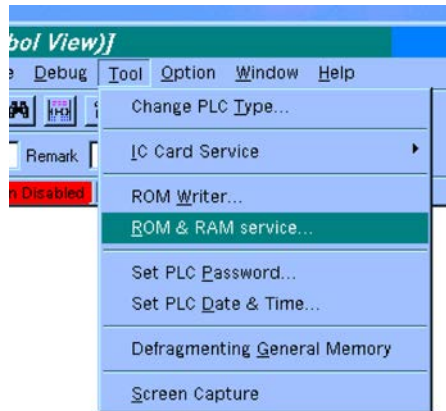 bol View)]
e Debug Tool Option Window Help
Change PLC Type...
IC Card Service
Remark
n Disabled
ROM Writer...
ROM & RAM service...
Set PLC Password...
Set PLC Date & Time...
Defragmenting General Memory
Screen Capture